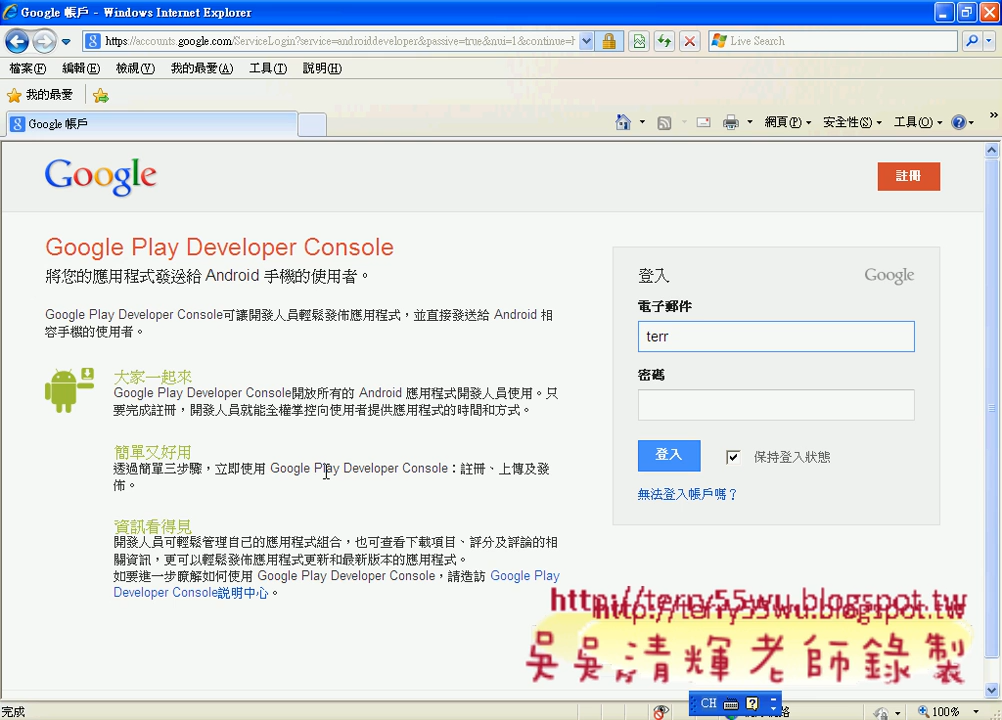 Google 帳戶 - Windows Internet Explorer
https://accounts.google.com/ServiceLogin?service=androiddeveloper&passive=true&nui=1&continue=h
Live Search
檔案(F) 編輯(E) 檢視(V) 我的最愛(A) 工具(T) 說明(H)
我的最愛
Google 帳戶
網頁(P) 安全性(S) 工具(O)
Google
註冊
Google Play Developer Console
將您的應用程式發送給 Android 手機的使用者。
Google Play Developer Console可讓開發人員輕鬆發佈應用程式，並直接發送給 Android 相
容手機的使用者。
大家一起來
Google Play Developer Console開放所有的 Android 應用程式開發人員使用。只
要完成註冊，開發人員就能全權掌控向使用者提供應用程式的時間和方式。
簡單又好用
透過簡單三步驟，立即使用 Google Play Developer Console：註冊、上傳及發
佈。
資訊看得見
開發人員可輕鬆管理自己的應用程式組合，也可查看下載項目、評分及評論的相
關資訊，更可以輕鬆發佈應用程式更新和最新版本的應用程式。
如要進一步瞭解如何使用 Google Play Developer Console，請造訪 Google Play
Developer Console說明中心。
登入 Google
電子郵件
terr
密碼
登入 保持登入狀態
無法登入帳戶嗎？
http://terry55wu.blogspot.tw
http://terry55wu.blogspot.tw
吳吳清輝老師錄製
完成
CH
100%